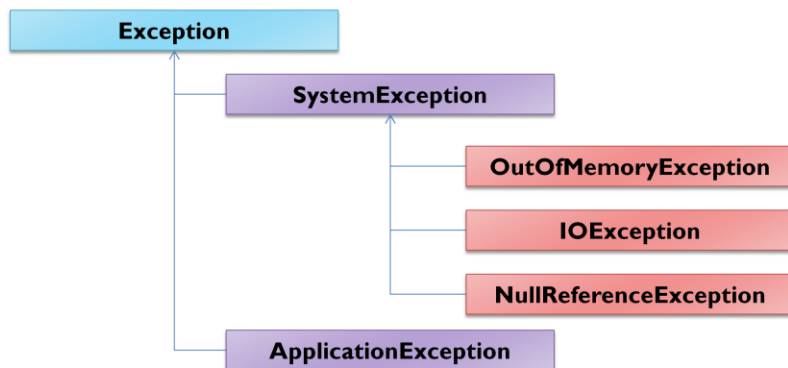 Exception
SystemException
OutOfMemoryException
IOException
NullReferenceException
ApplicationException